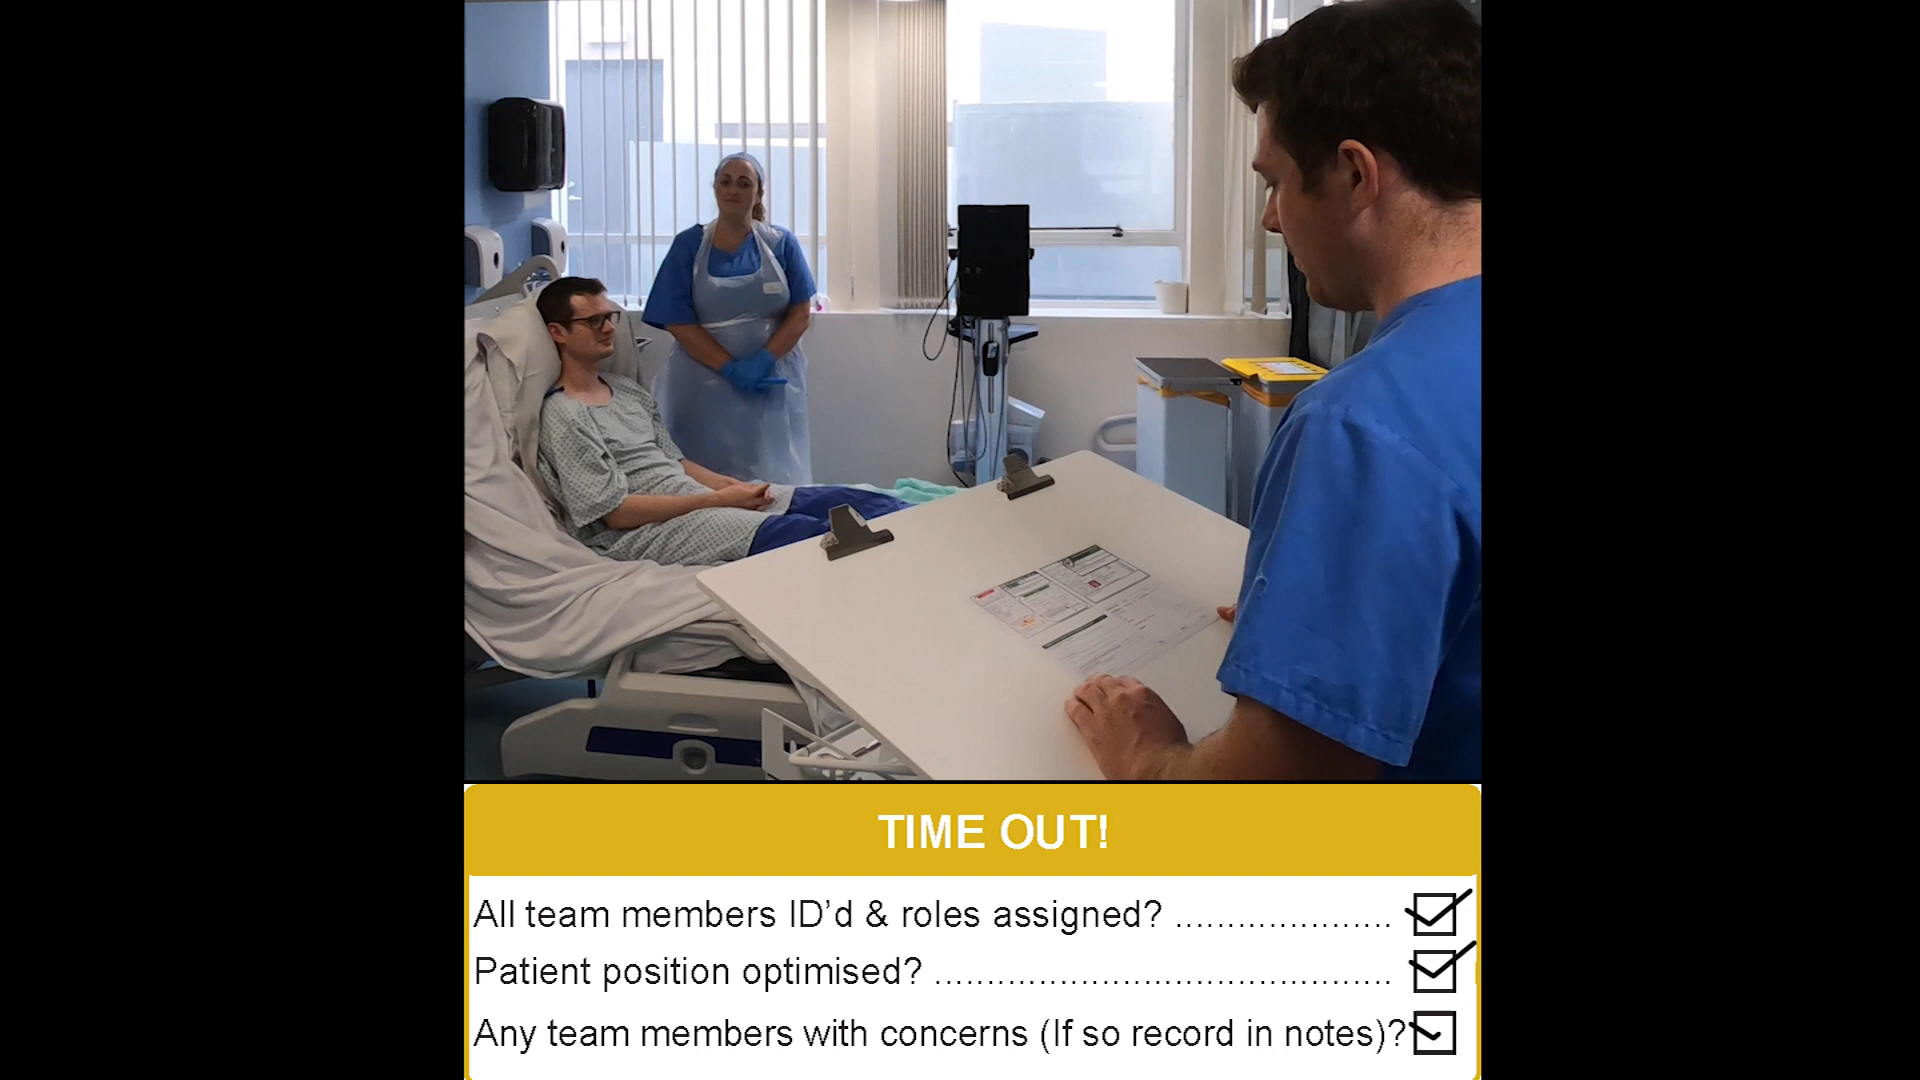 TIME OUT!
All team members ID’d & roles assigned? .....................
Patient position optimised? ............................................
Any team members with concerns (If so record in notes)?